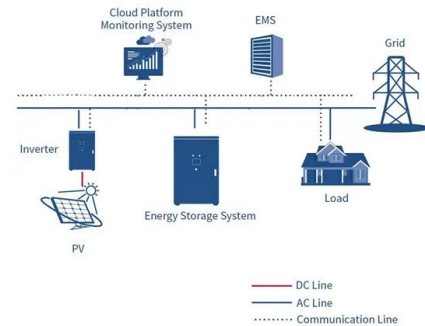 Cloud Platform
Monitoring System
EMS
Grid
Inverter
Energy Storage System
Load
PV
DC Line
AC Line
Communication Line